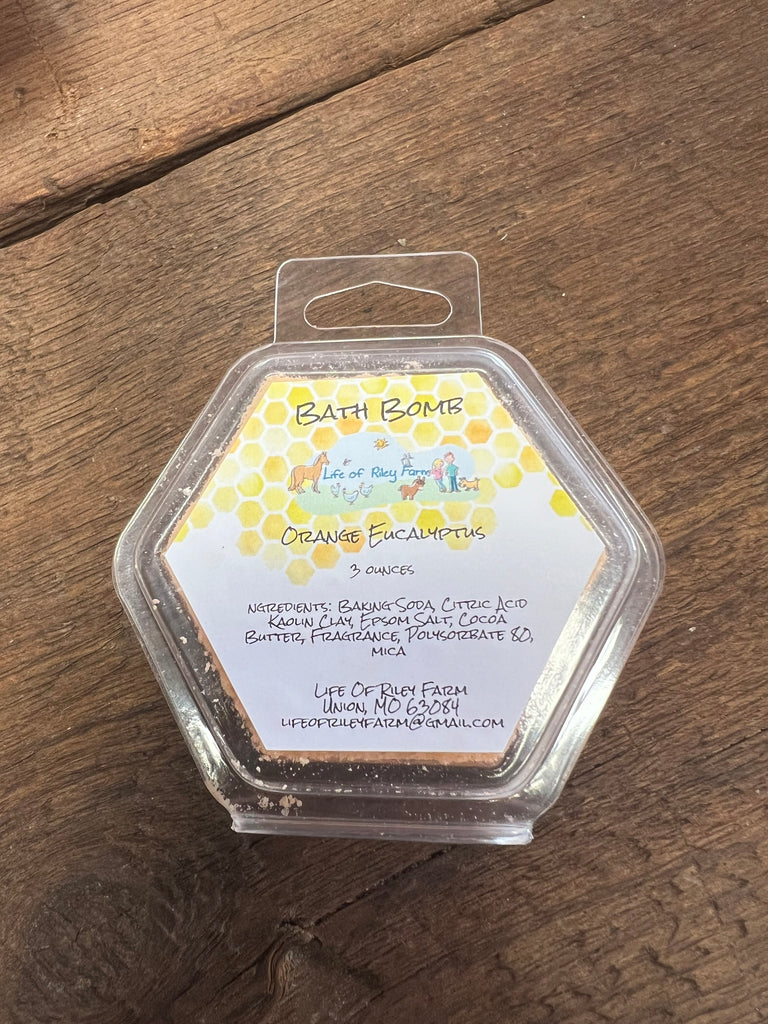 Bath Bomb
Life of Riley Farm
Orange Eucalyptus
3 ounces
ngredients: Baking Soda, Citric Acid
Kaolin Clay, Epsom Salt, Cocoa
Butter, Fragrance, Polysorbate 80,
mica
Life Of Riley Farm
Union, MO 63084
lifeofrileyfarm@gmail.com